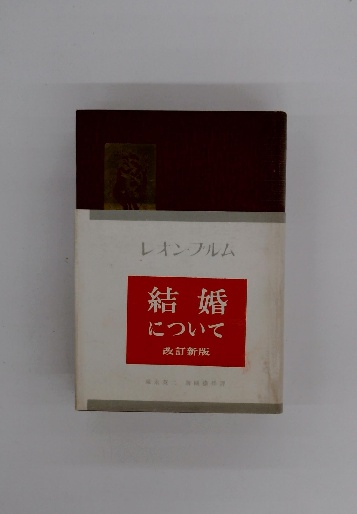 レオン・ブルム
結婚
について
改訂新版